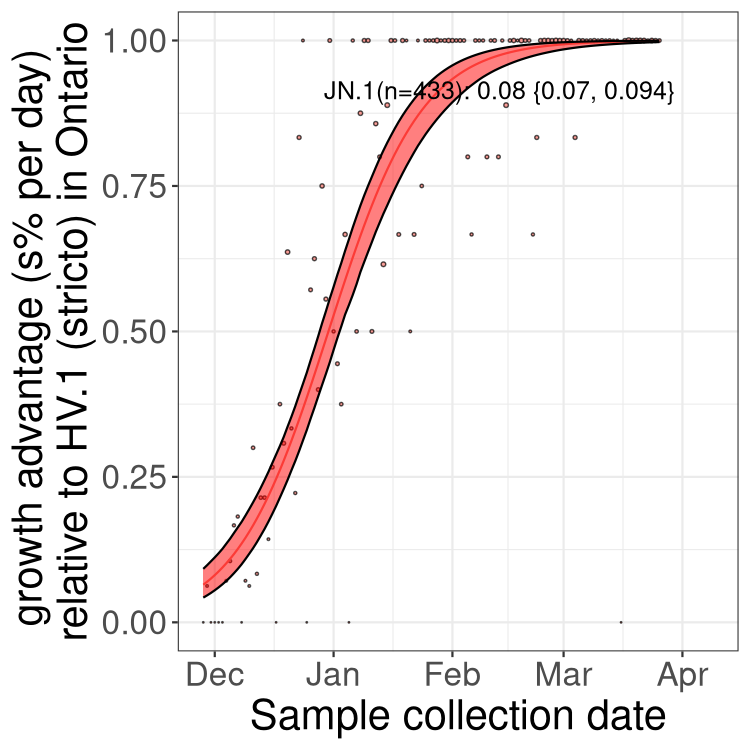 growth advantage (s% per day)
relative to HV.1 (stricto) in Ontario
1.00
0.75
0.50
0.25
0.00
JN.1(n=433): 0.08 {0.07, 0.094}
Dec Jan Feb Mar Apr
Sample collection date